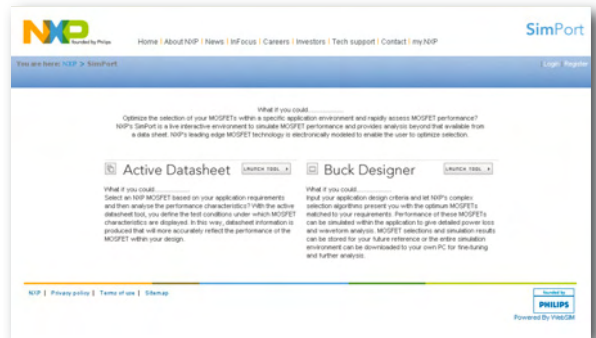 NXP
founded by Philips
Home | About NXP | News | InFocus | Careers | Investors | Tech support | Contact | my.NXP
SimPort
You are here: NXP > SimPort
Login | Register
What if you could...........
Optimize the selection of your MOSFETs within a specific application environment and rapidly assess MOSFET performance?
NXP's SimPort is a live interactive environment to simulate MOSFET performance and provides analysis beyond that available from
a data sheet. NXP's leading edge MOSFET technology is electronically modeled to enable the user to optimize selection.
Active Datasheet
LAUNCH TOOL
What if you could...........
Select an NXP MOSFET based on your application requirements
and then analyse the performance characteristics? With the active
datasheet tool, you define the test conditions under which MOSFET
characteristics are displayed. In this way, datasheet information is
produced that will more accurately reflect the performance of the
MOSFET within your design.
Buck Designer
LAUNCH TOOL
What if you could...........
Input your application design criteria and let NXP's complex
selection algorithms present you with the optimum MOSFETs
matched to your requirements. Performance of these MOSFETs
can be simulated within the application to give detailed power loss
and waveform analysis. MOSFET selections and simulation results
can be stored for your future reference or the entire simulation
environment can be downloaded to your own PC for fine-tuning
and further analysis.
NXP | Privacy policy | Terms of use | Sitemap
founded by
PHILIPS
Powered By WebSIM